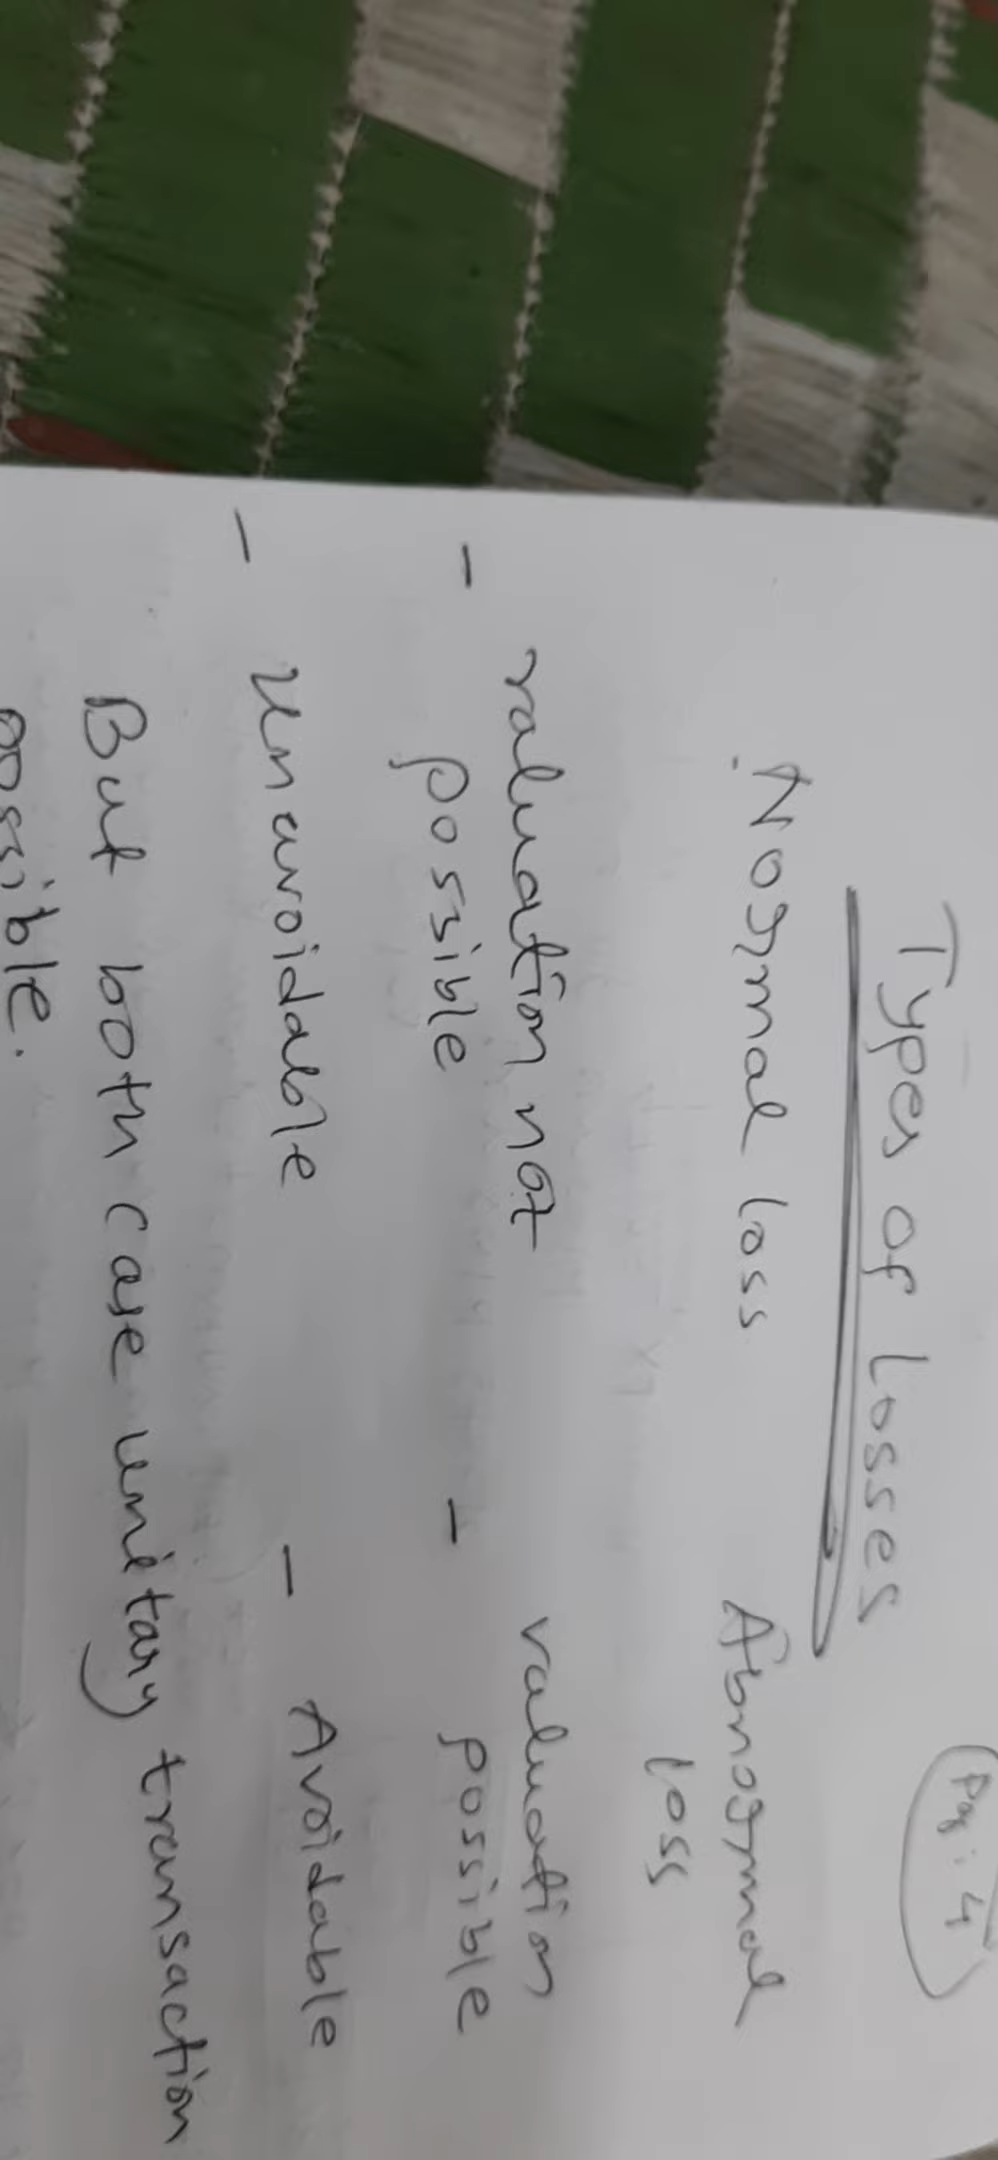 Pg: 4
Types of Losses
Normal loss Abnormal
loss
- valuation not - valuation
possible possible
- Unavoidable - Avoidable
But both case unitary transaction
possible.